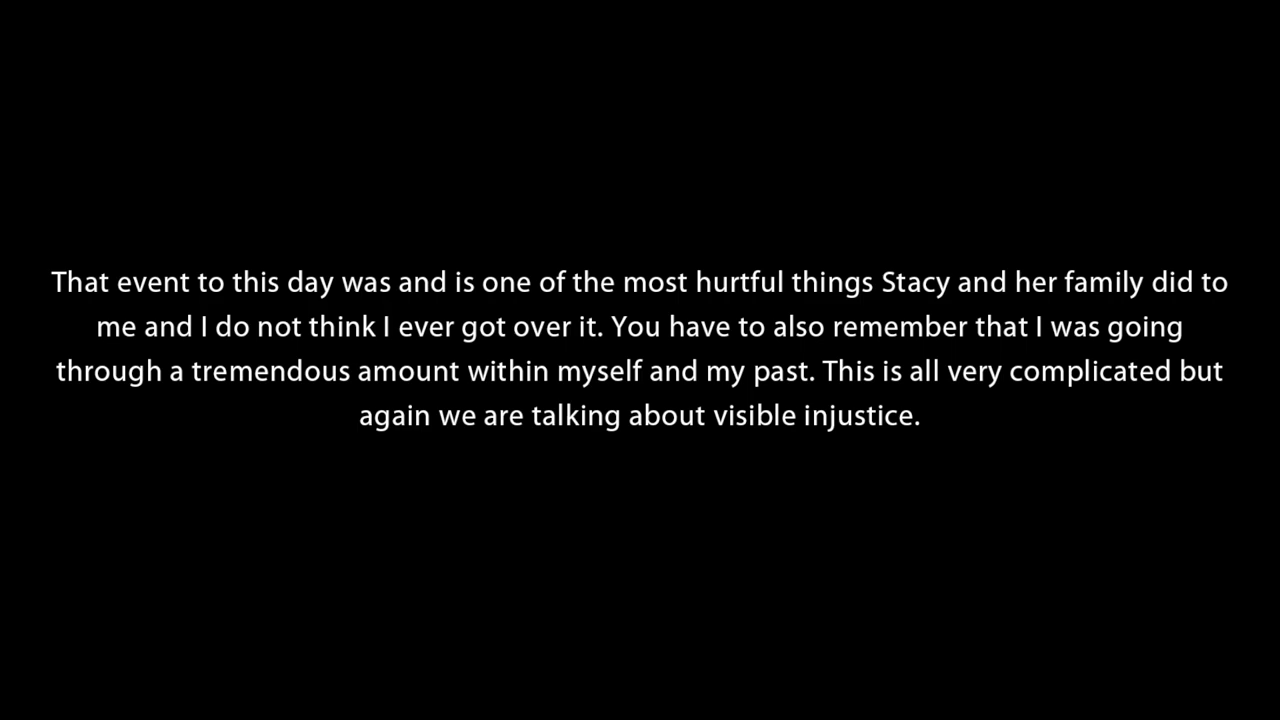 That event to this day was and is one of the most hurtful things Stacy and her family did to
me and I do not think I ever got over it. You have to also remember that I was going
through a tremendous amount within myself and my past. This is all very complicated but
again we are talking about visible injustice.